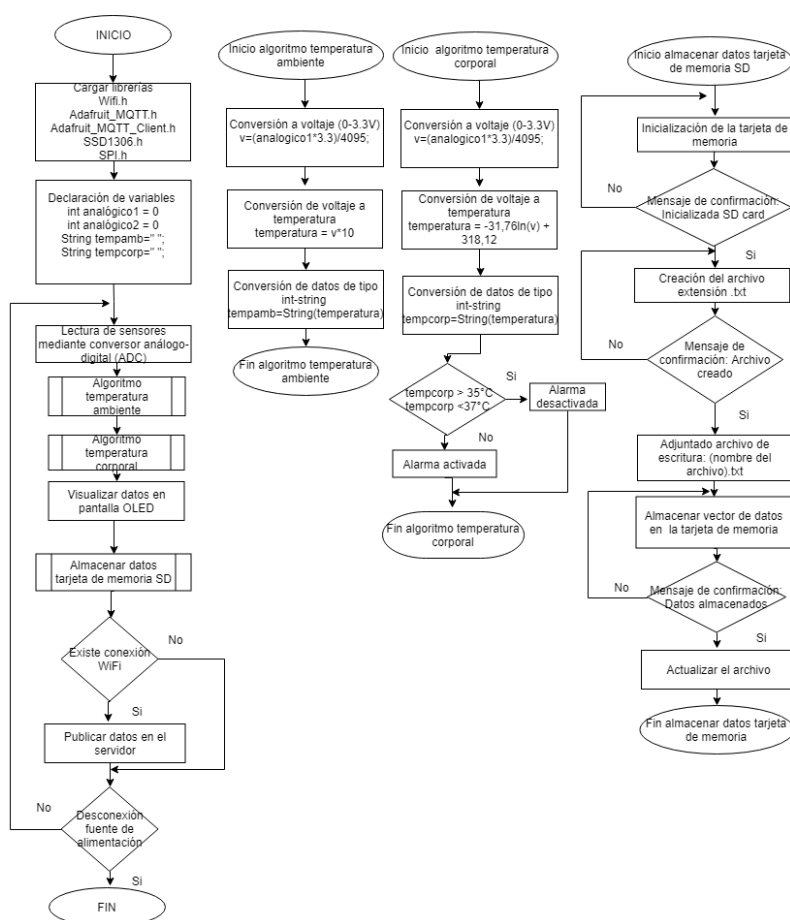 INICIO
Cargar librerías
Wifi.h
Adafruit_MQTT.h
Adafruit_MQTT_Client.h
SSD1306.h
SPI.h
Declaración de variables
int analógico1 = 0
int analógico2 = 0
String tempamb=" ";
String tempcorp=" ";
Lectura de sensores
mediante conversor análogo-
digital (ADC)
Algoritmo
temperatura
ambiente
Algoritmo
temperatura
corporal
Visualizar datos en
pantalla OLED
Almacenar datos
tarjeta de memoria SD
Existe conexión
WiFi
No
Si
Publicar datos en el
servidor
Desconexión
fuente de
alimentación
No
Si
FIN
Inicio algoritmo temperatura
ambiente
Conversión a voltaje (0-3.3V)
v=(analogico1*3.3)/4095;
Conversión de voltaje a
temperatura
temperatura = v*10
Conversión de datos de tipo
int-string
tempamb=String(temperatura)
Fin algoritmo temperatura
ambiente
Inicio algoritmo temperatura
corporal
Conversión a voltaje (0-3.3V)
v=(analogico1*3.3)/4095;
Conversión de voltaje a
temperatura
temperatura = -31,76ln(v) +
318,12
Conversión de datos de tipo
int-string
tempcorp=String(temperatura)
tempcorp > 35°C
tempcorp <37°C
Si
Alarma
desactivada
No
Alarma activada
Fin algoritmo temperatura
corporal
Inicio almacenar datos tarjeta
de memoria SD
Inicialización de la tarjeta de
memoria
No
Mensaje de confirmación:
Inicializada SD card
Si
Creación del archivo
extensión .txt
No
Mensaje de
confirmación: Archivo
creado
Si
Adjuntado archivo de
escritura: (nombre del
archivo).txt
Almacenar vector de datos
en la tarjeta de memoria
No
Mensaje de confirmación:
Datos almacenados
Si
Actualizar el archivo
Fin almacenar datos tarjeta
de memoria